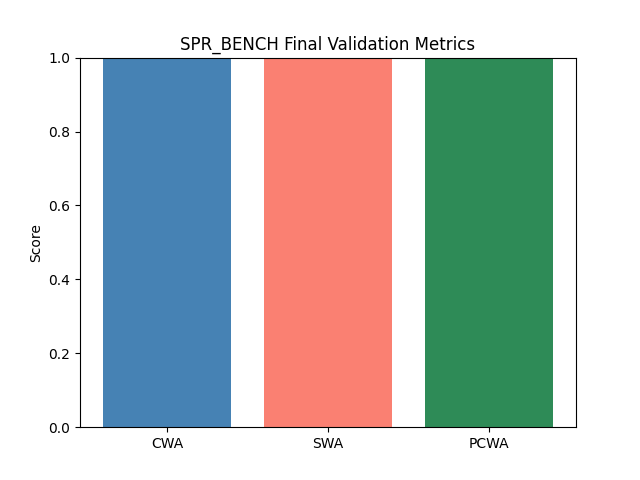 SPR_BENCH Final Validation Metrics
1.0
0.8
0.6
0.4
0.2
0.0
Score
CWA
SWA
PCWA